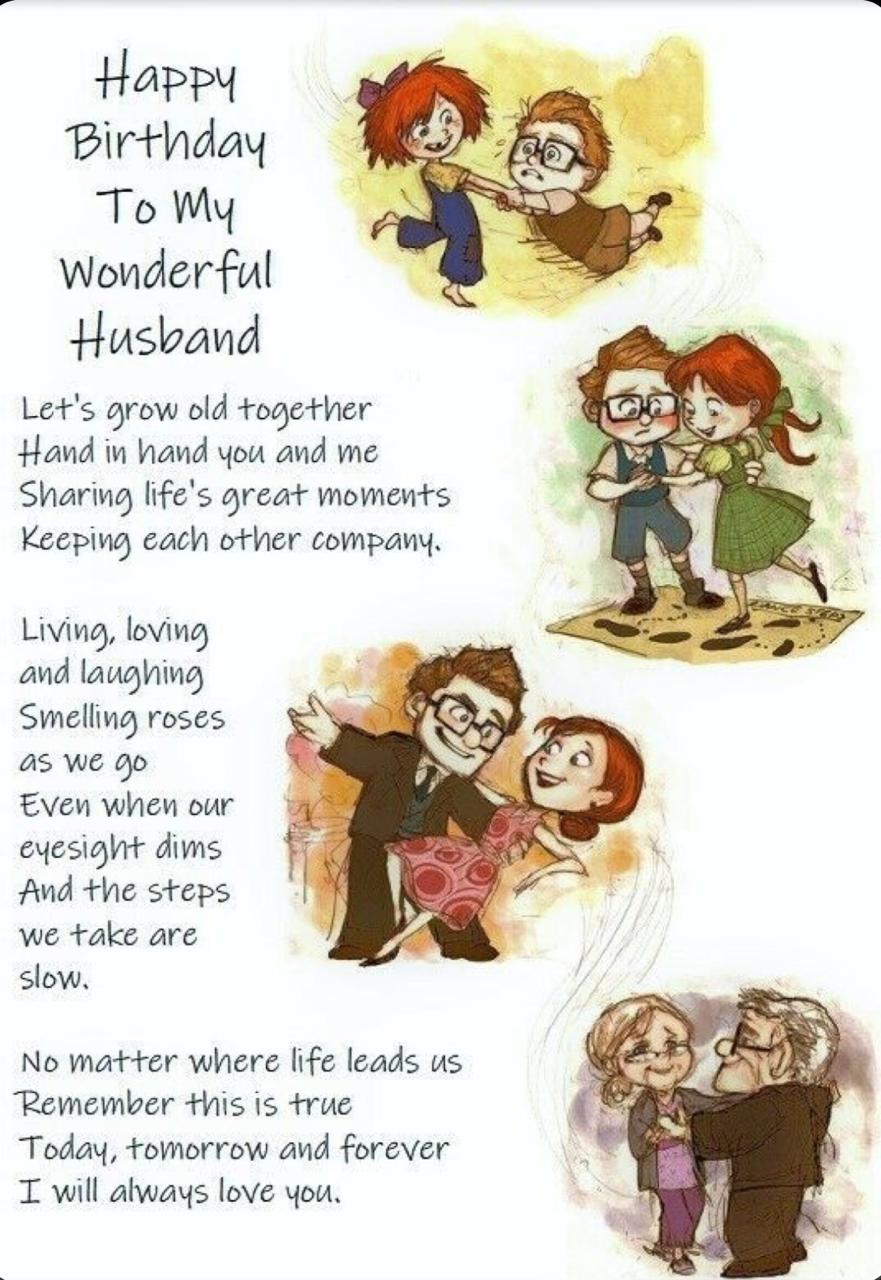 Happy
Birthday
To My
Wonderful
Husband
Let's grow old together
Hand in hand you and me
Sharing life's great moments
Keeping each other company.
Living, loving
and laughing
Smelling roses
as we go
Even when our
eyesight dims
And the steps
we take are
slow.
No matter where life leads us
Remember this is true
Today, tomorrow and forever
I will always love you.
DANCE STEPS